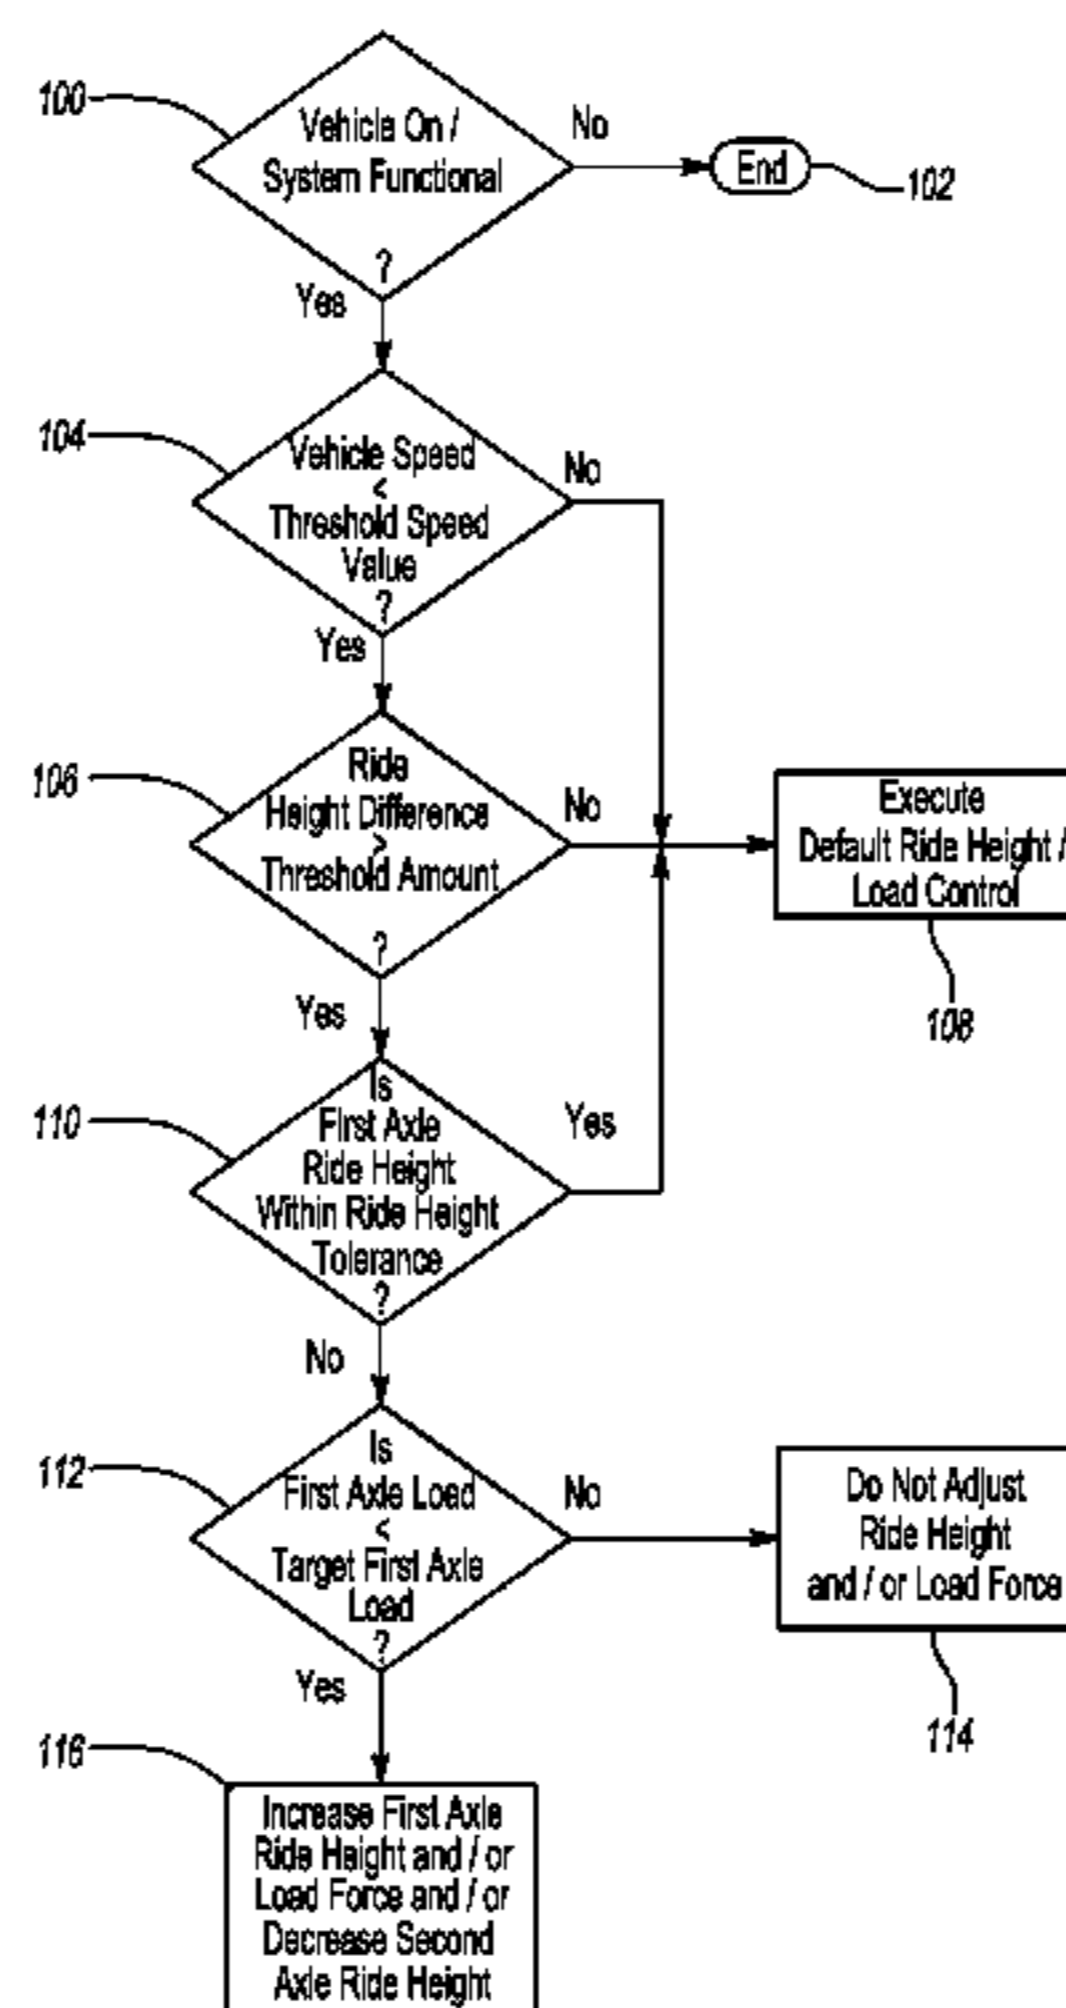 100
Vehicle On /
System Functional
?
No
End
102
Yes
104
Vehicle Speed
<
Threshold Speed
Value
?
No
Yes
106
Ride
Height Difference
>
Threshold Amount
?
No
Execute
Default Ride Height /
Load Control
108
Yes
110
Is
First Axle
Ride Height
Within Ride Height
Tolerance
?
Yes
No
112
Is
First Axle Load
<
Target First Axle
Load
?
No
Do Not Adjust
Ride Height
and / or Load Force
114
Yes
116
Increase First Axle
Ride Height and / or
Load Force and / or
Decrease Second
Axle Ride Height